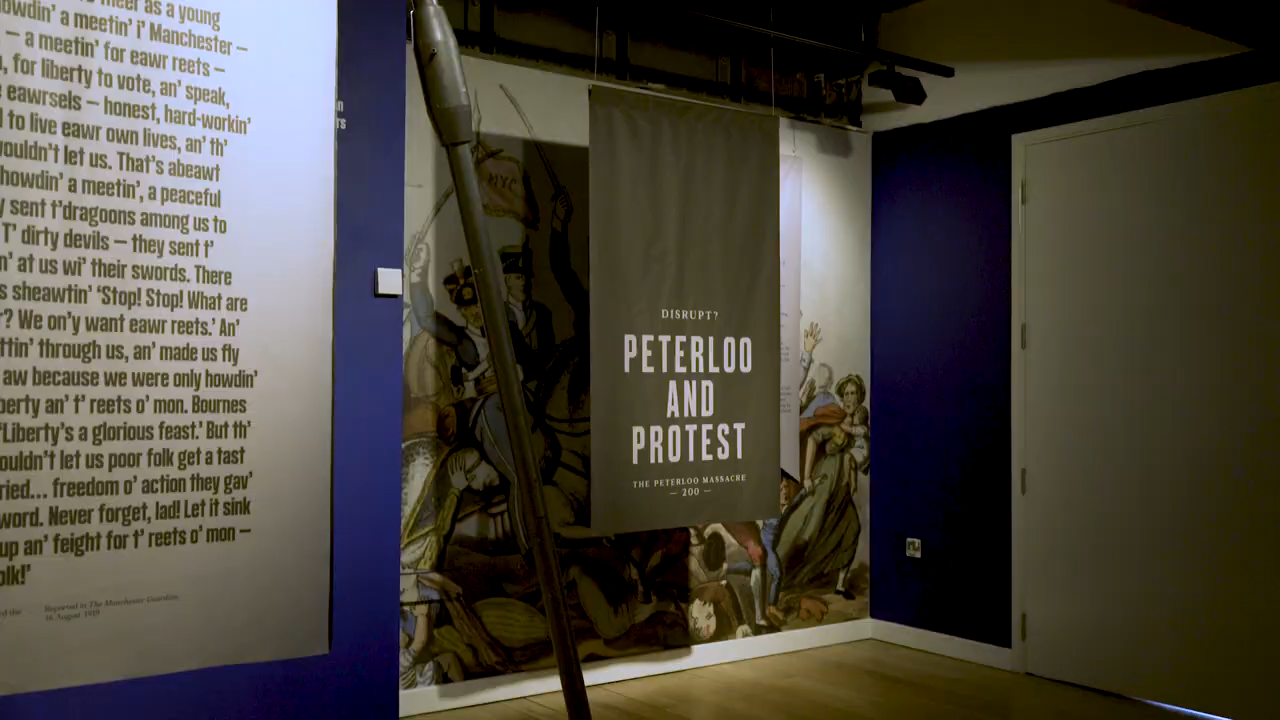 meer as a young
howdin' a meetin' i' Manchester —
— a meetin' for eawr reets —
, for liberty to vote, an' speak,
eawrsels — honest, hard-workin'
to live eawr own lives, an' th'
wouldn't let us. That's abeawt
howdin' a meetin', a peaceful
sent t'dragoons among us to
T' dirty devils — they sent t'
n' at us wi' their swords. There
s sheawtin' 'Stop! Stop! What are
? We on'y want eawr reets.' An'
ttin' through us, an' made us fly
aw because we were only howdin'
berty an' t' reets o' mon. Bournes
'Liberty's a glorious feast.' But th'
ouldn't let us poor folk get a tast
ried... freedom o' action they gav'
word. Never forget, lad! Let it sink
up an' feight for t' reets o' mon —
olk!'
Reported in The Manchester Guardian,
16 August 1919
DISRUPT?
PETERLOO
AND
PROTEST
THE PETERLOO MASSACRE
— 200 —
MYC